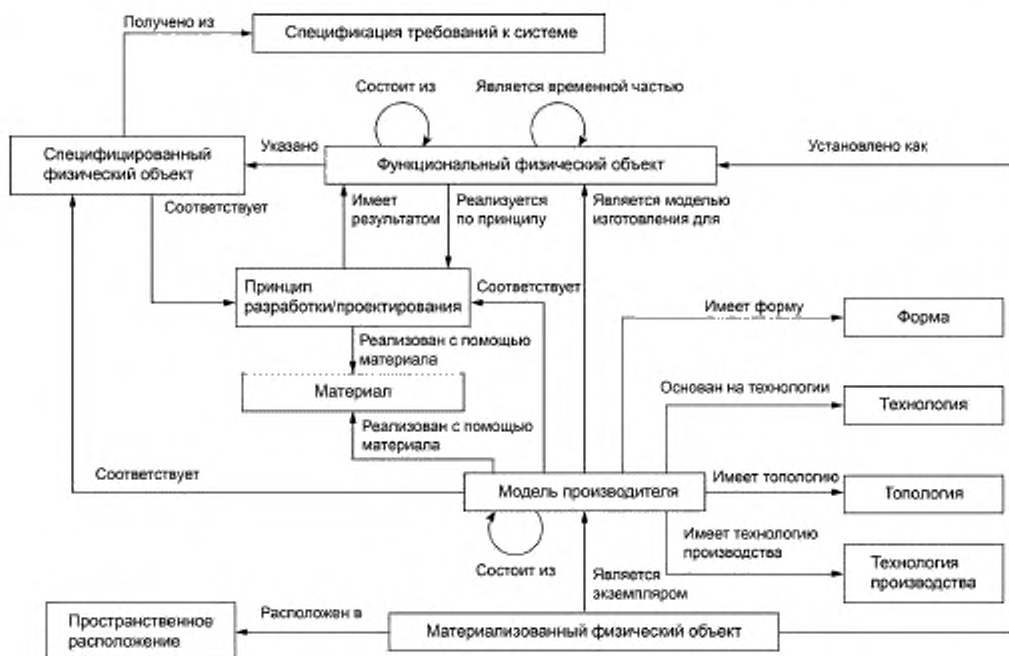 Получено из
Спецификация требований к системе
Состоит из
Является временной частью
Специфицированный
физический объект
Указано
Функциональный физический объект
Установлено как
Соответствует
Имеет
результатом
Реализуется
по принципу
Является моделью
изготовления для
Принцип
разработки/проектирования
Соответствует
Имеет форму
Форма
Реализован с помощью
материала
Материал
Основан на технологии
Технология
Реализован с помощью
материала
Соответствует
Модель производителя
Имеет топологию
Топология
Состоит из
Является
экземпляром
Имеет технологию
производства
Технология
производства
Пространственное
расположение
Расположен в
Материализованный физический объект